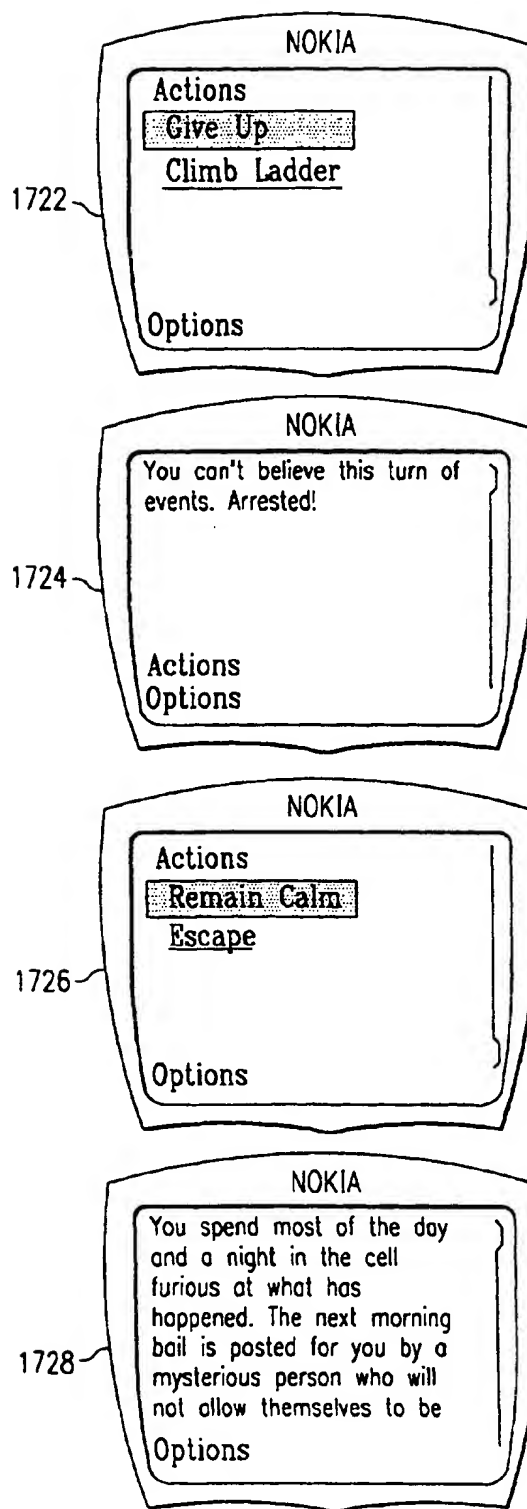 NOKIA
Actions
Give Up
Climb Ladder
1722
Options
NOKIA
You can't believe this turn of
events. Arrested!
1724
Actions
Options
NOKIA
Actions
Remain Calm
Escape
1726
Options
NOKIA
You spend most of the day
and a night in the cell
furious at what has
happened. The next morning
bail is posted for you by a
1728
mysterious person who will
not allow themselves to be
Options